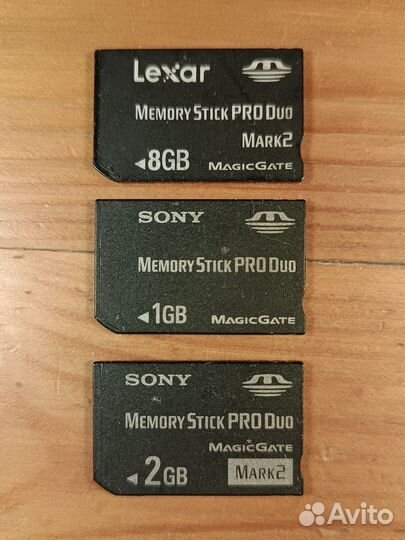 Lexar
MEMORY STICK PRO DUO
MARK2
◄8GB MAGICGATE
SONY
MEMORY STICK PRO DUO
◄1GB MAGICGATE
SONY
MEMORY STICK PRO DUO
MAGICGATE
◄2GB MARK2
Avito